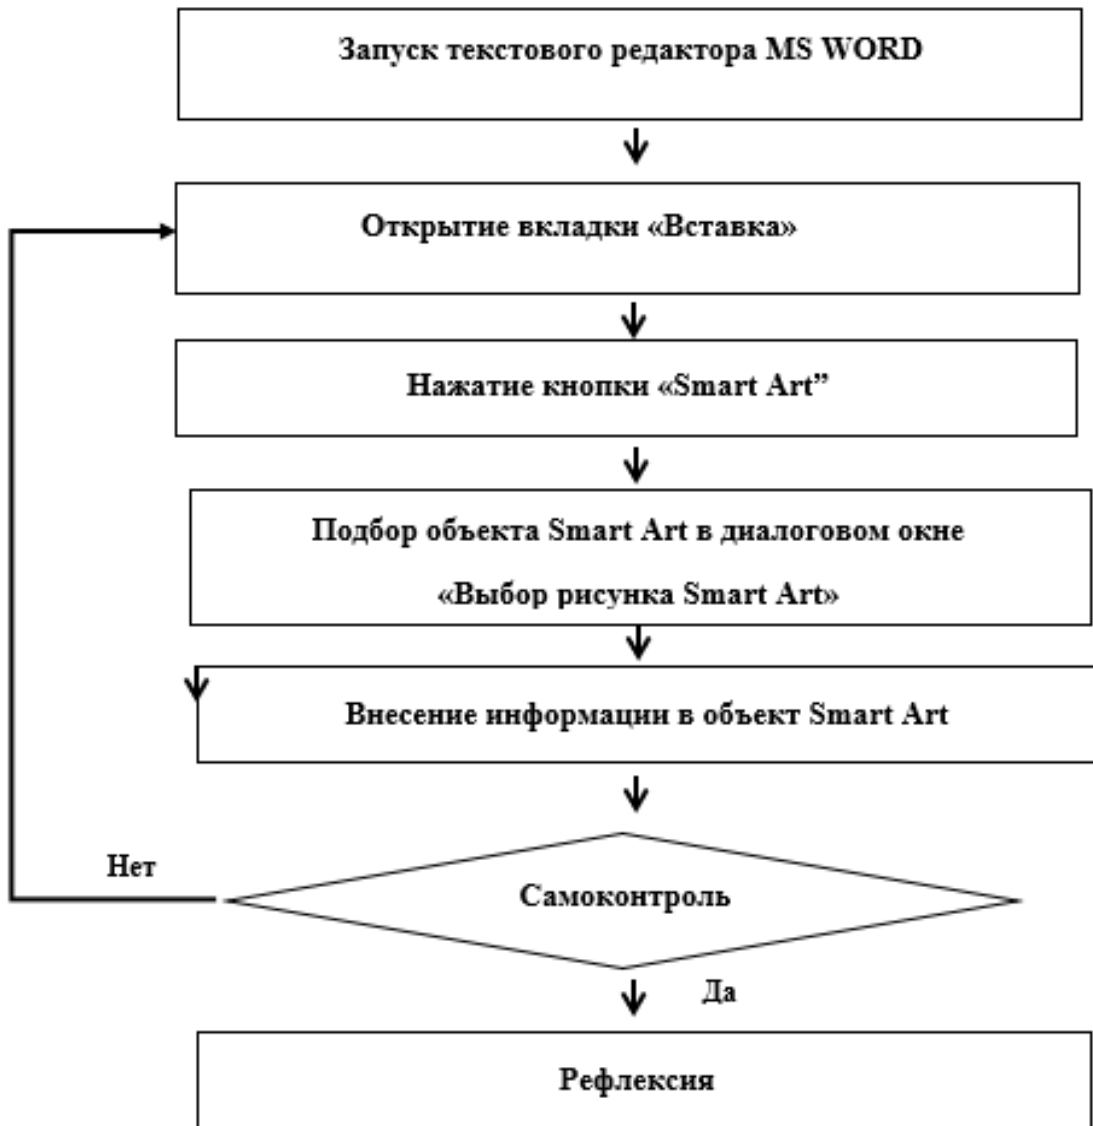 Запуск текстового редактора MS WORD
Открытие вкладки «Вставка»
Нажатие кнопки «Smart Art”
Подбор объекта Smart Art в диалоговом окне
«Выбор рисунка Smart Art»
Внесение информации в объект Smart Art
Нет
Самоконтроль
Да
Рефлексия